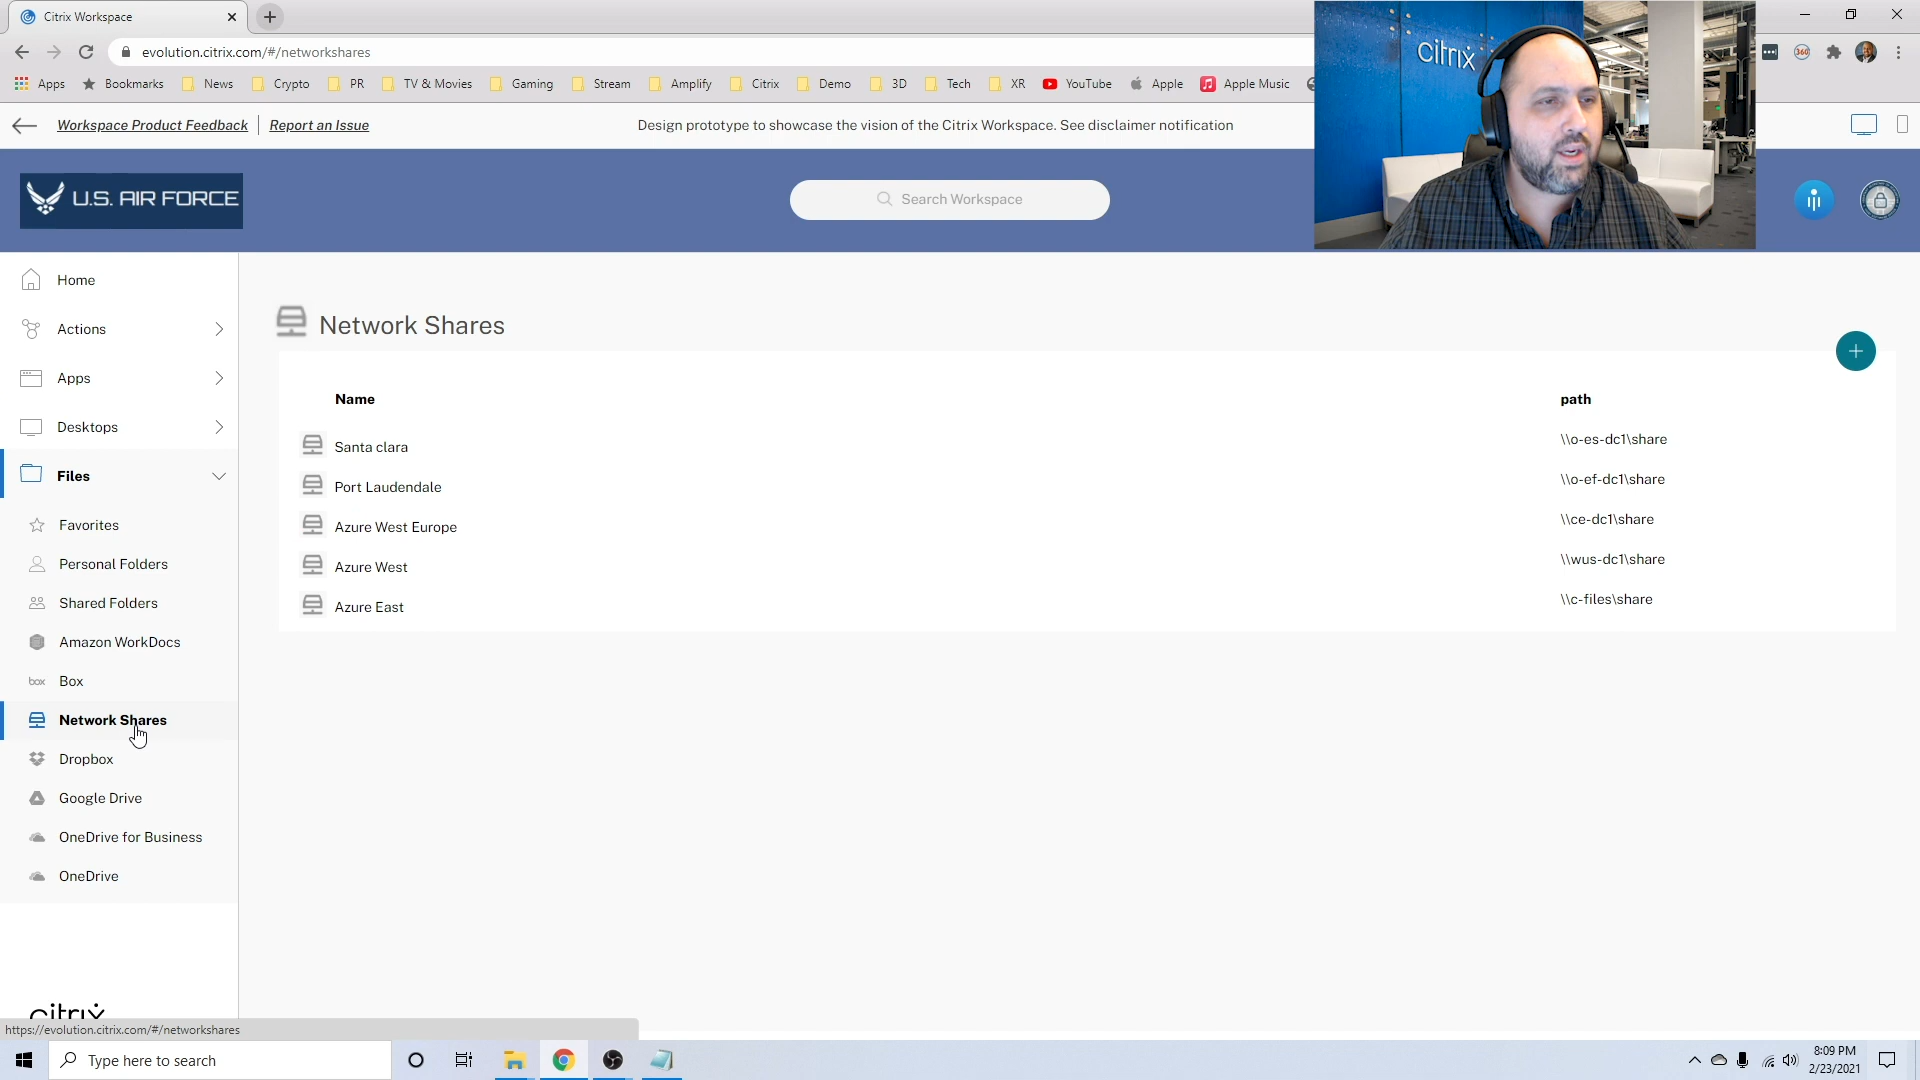 Citrix Workspace
evolution.citrix.com/#/networkshares
Apps Bookmarks News Crypto PR TV & Movies Gaming Stream Amplify Citrix Demo 3D Tech XR YouTube Apple Apple Music
citrix
360
Workspace Product Feedback Report an Issue Design prototype to showcase the vision of the Citrix Workspace. See disclaimer notification
U.S. AIR FORCE
Search Workspace
Home
Actions
Apps
Desktops
Files
Favorites
Personal Folders
Shared Folders
Amazon WorkDocs
box Box
Network Shares
Dropbox
Google Drive
OneDrive for Business
OneDrive
citrix
Network Shares
Name path
Santa clara \\o-es-dc1\share
Port Laudendale \\o-ef-dc1\share
Azure West Europe \\ce-dc1\share
Azure West \\wus-dc1\share
Azure East \\c-files\share
https://evolution.citrix.com/#/networkshares
Type here to search
8:09 PM
2/23/2021